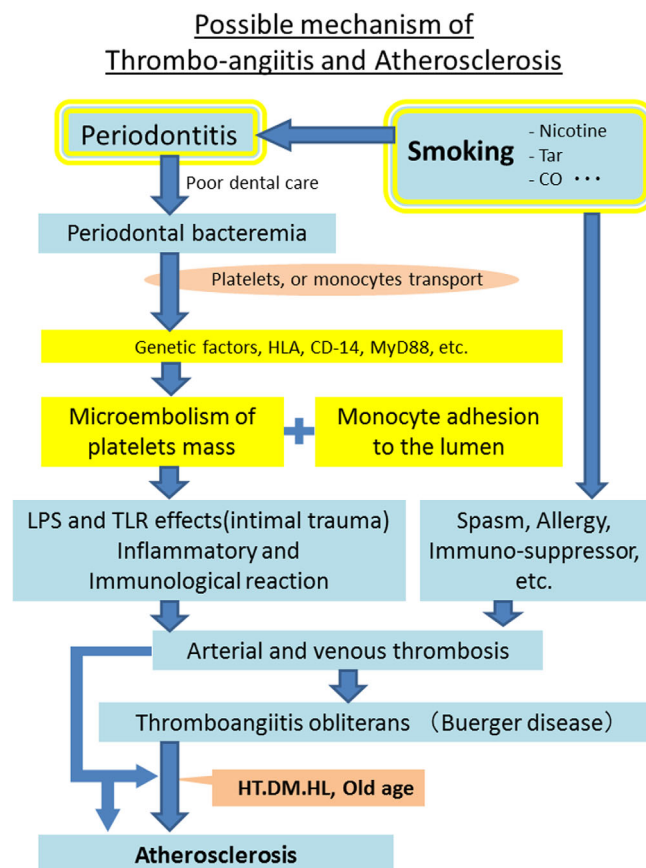 Possible mechanism of
Thrombo-angiitis and Atherosclerosis
Periodontitis
Smoking
- Nicotine
- Tar
- CO ・・・
Poor dental care
Periodontal bacteremia
Platelets, or monocytes transport
Genetic factors, HLA, CD-14, MyD88, etc.
Microembolism of
platelets mass
+
Monocyte adhesion
to the lumen
LPS and TLR effects(intimal trauma)
Inflammatory and
Immunological reaction
Spasm, Allergy,
Immuno-suppressor,
etc.
Arterial and venous thrombosis
Thromboangiitis obliterans （Buerger disease）
HT.DM.HL, Old age
Atherosclerosis